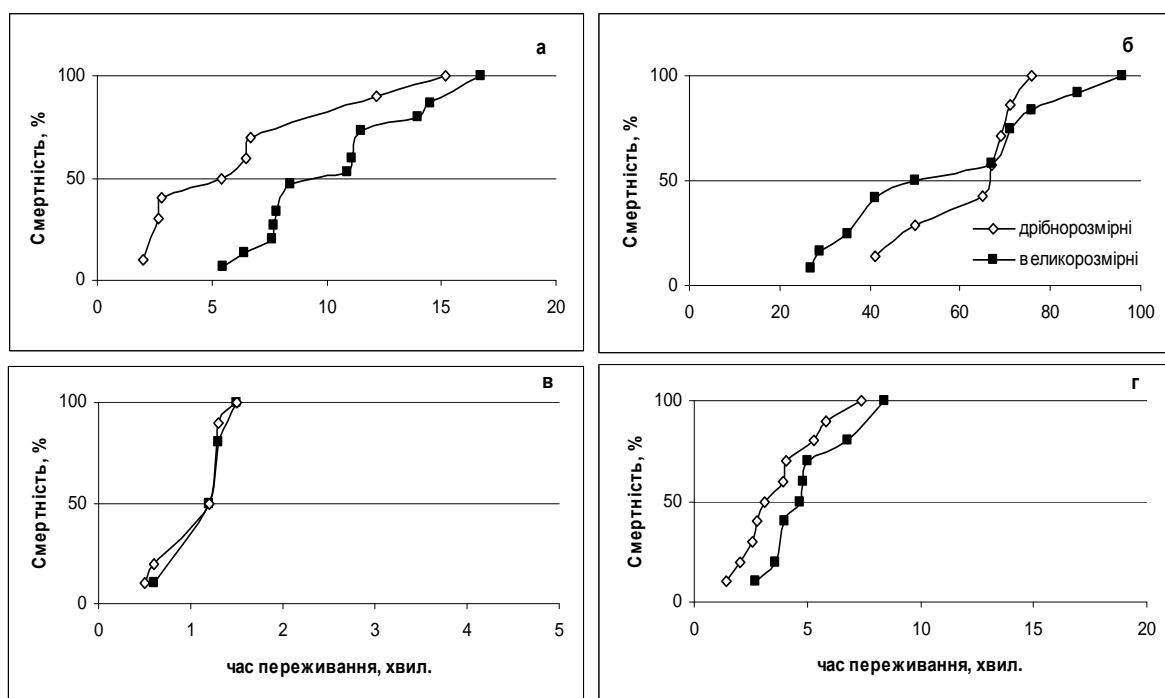 а
Смертність, %
100
50
0
0 5 10 15 20
б
Смертність, %
100
50
0
дрібнорозмірні
великорозмірні
0 20 40 60 80 100
в
Смертність, %
100
50
0
0 1 2 3 4 5
час переживання, хвил.
г
Смертність, %
100
50
0
0 5 10 15 20
час переживання, хвил.